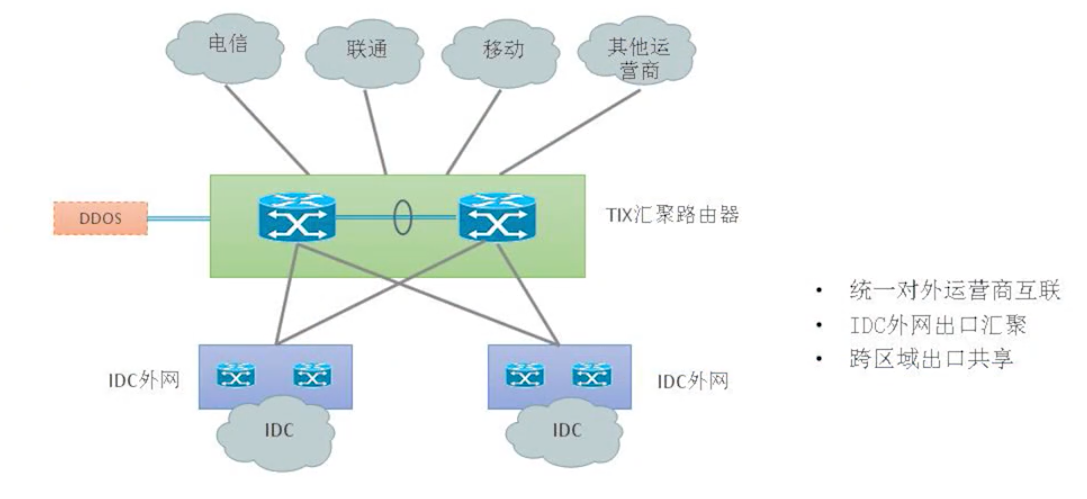 电信
联通
移动
其他运
营商
DDOS
TIX汇聚路由器
• 统一对外运营商互联
• IDC外网出口汇聚
• 跨区域出口共享
IDC外网
IDC外网
IDC
IDC